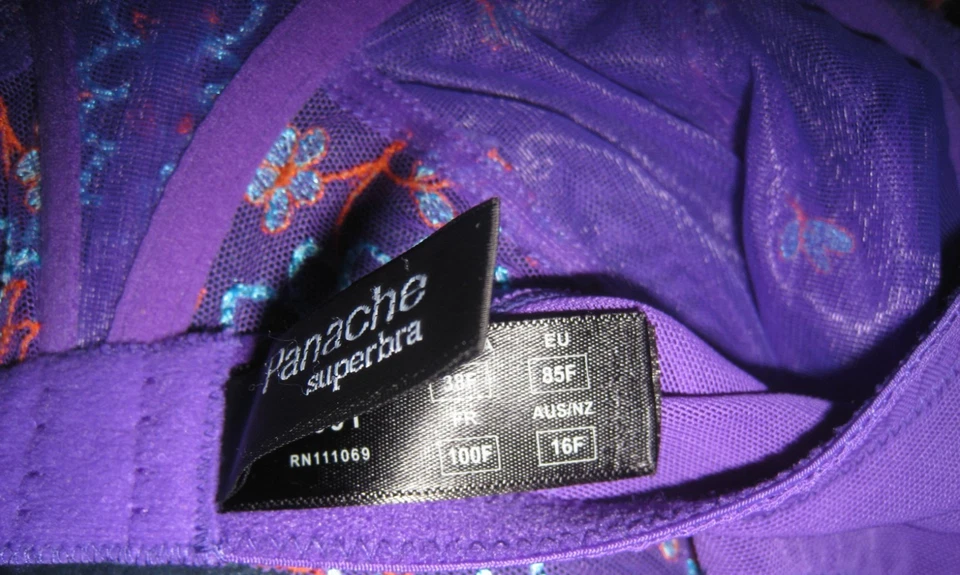 Panache
superbra
EU
38F
85F
FR
AUS/NZ
RN111069
100F
16F